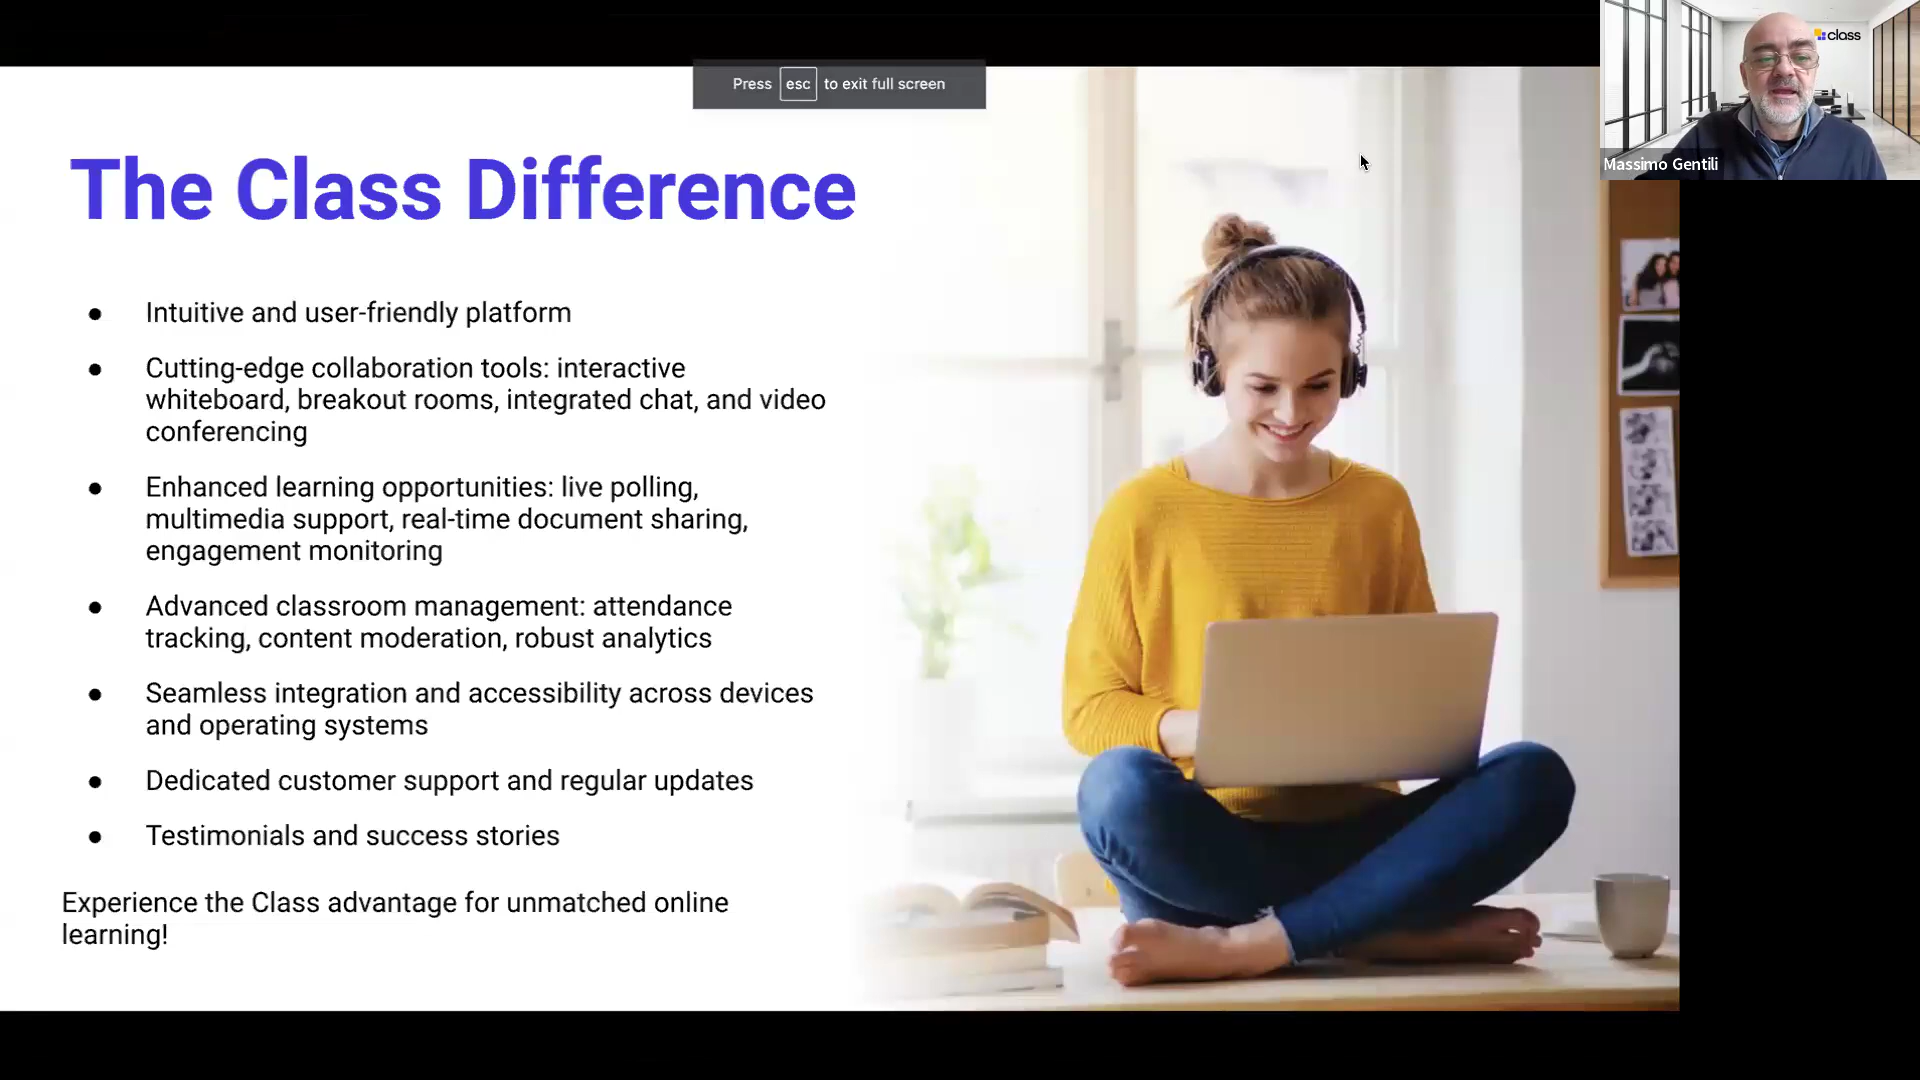 Press esc to exit full screen
class
Massimo Gentili
The Class Difference
● Intuitive and user-friendly platform
● Cutting-edge collaboration tools: interactive
whiteboard, breakout rooms, integrated chat, and video
conferencing
● Enhanced learning opportunities: live polling,
multimedia support, real-time document sharing,
engagement monitoring
● Advanced classroom management: attendance
tracking, content moderation, robust analytics
● Seamless integration and accessibility across devices
and operating systems
● Dedicated customer support and regular updates
● Testimonials and success stories
Experience the Class advantage for unmatched online
learning!